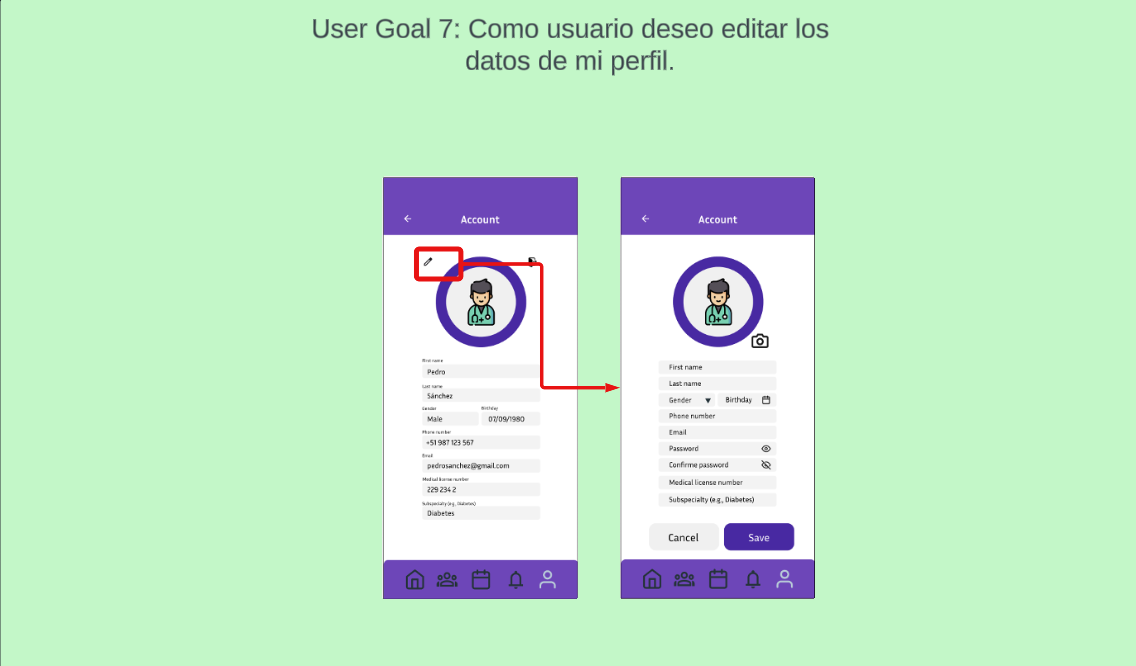 User Goal 7: Como usuario deseo editar los
datos de mi perfil.
Account
First name
Pedro
Last name
Sánchez
Gender Birthday
Male 07/09/1980
Phone number
+51 987 123 567
Email
pedrosanchez@gmail.com
Medical license number
229 234 2
Subspecialty (e.g., Diabetes)
Diabetes
Account
First name
Last name
Gender Birthday
Phone number
Email
Password
Confirme password
Medical license number
Subspecialty (e.g., Diabetes)
Cancel Save